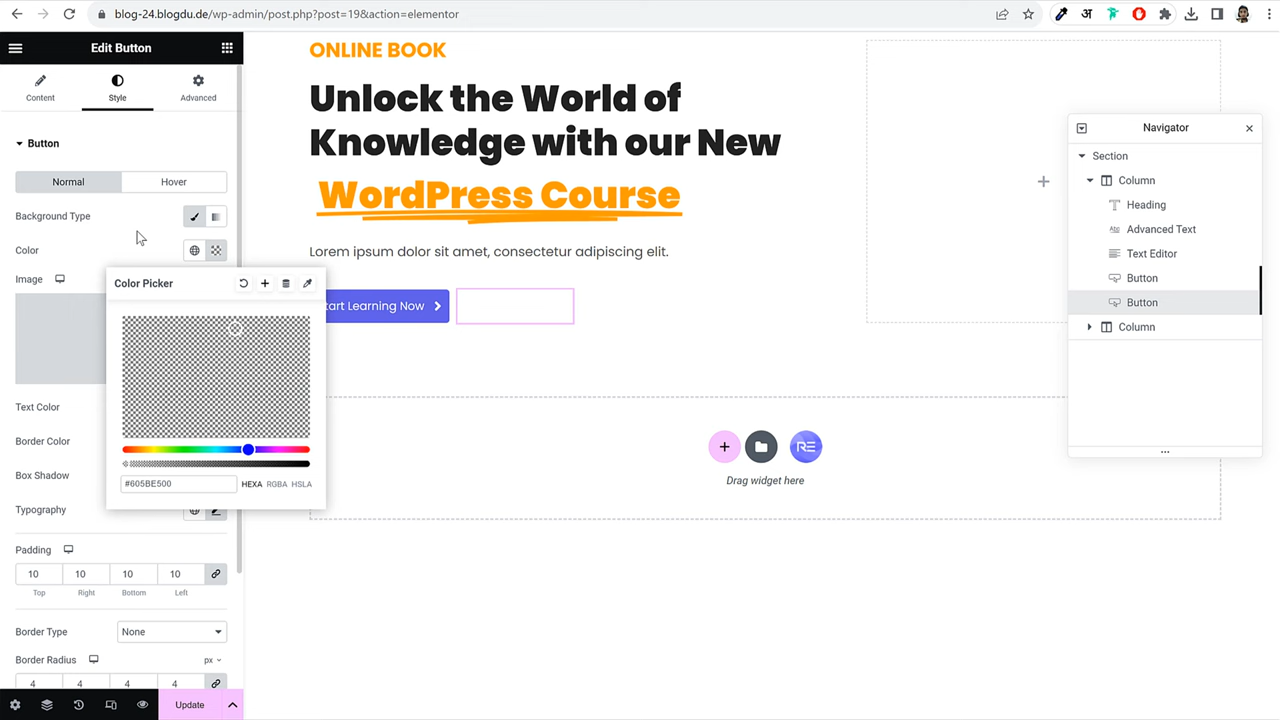 blog-24.blogdu.de/wp-admin/post.php?post=19&action=elementor
अ
Edit Button
Content
Style
Advanced
Button
Normal
Hover
Background Type
Color
Image
Color Picker
#605BE500
HEXA
RGBA
HSLA
Text Color
Border Color
Box Shadow
Typography
Padding
10 10 10 10
Top Right Bottom Left
Border Type
None
Border Radius
px
4 4 4 4
Update
ONLINE BOOK
Unlock the World of
Knowledge with our New
WordPress Course
Lorem ipsum dolor sit amet, consectetur adipiscing elit.
tart Learning Now
RE
Drag widget here
Navigator
Section
Column
Heading
Advanced Text
Text Editor
Button
Button
Column